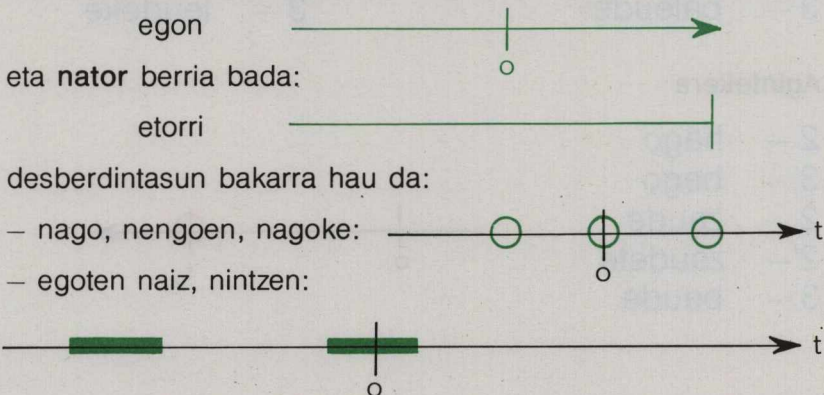 egon
O
eta nator berria bada:
etorri
desberdintasun bakarra hau da:
– nago, nengoen, nagoke: t
O
– egoten naiz, nintzen:
t
O